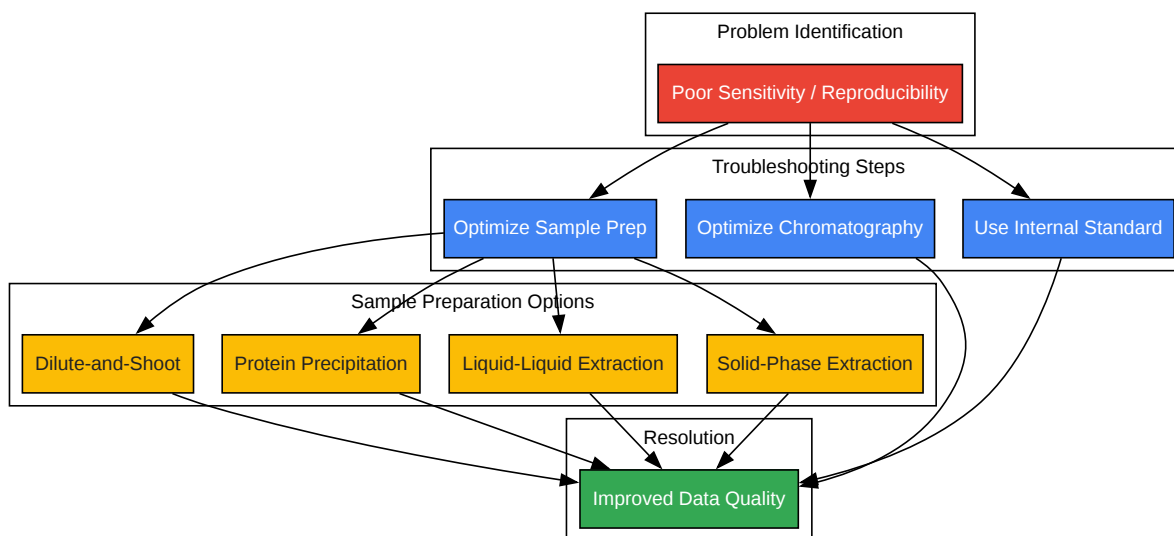 Problem Identification
Poor Sensitivity / Reproducibility
Troubleshooting Steps
Optimize Sample Prep
Optimize Chromatography
Use Internal Standard
Sample Preparation Options
Dilute-and-Shoot
Protein Precipitation
Liquid-Liquid Extraction
Solid-Phase Extraction
Resolution
Improved Data Quality